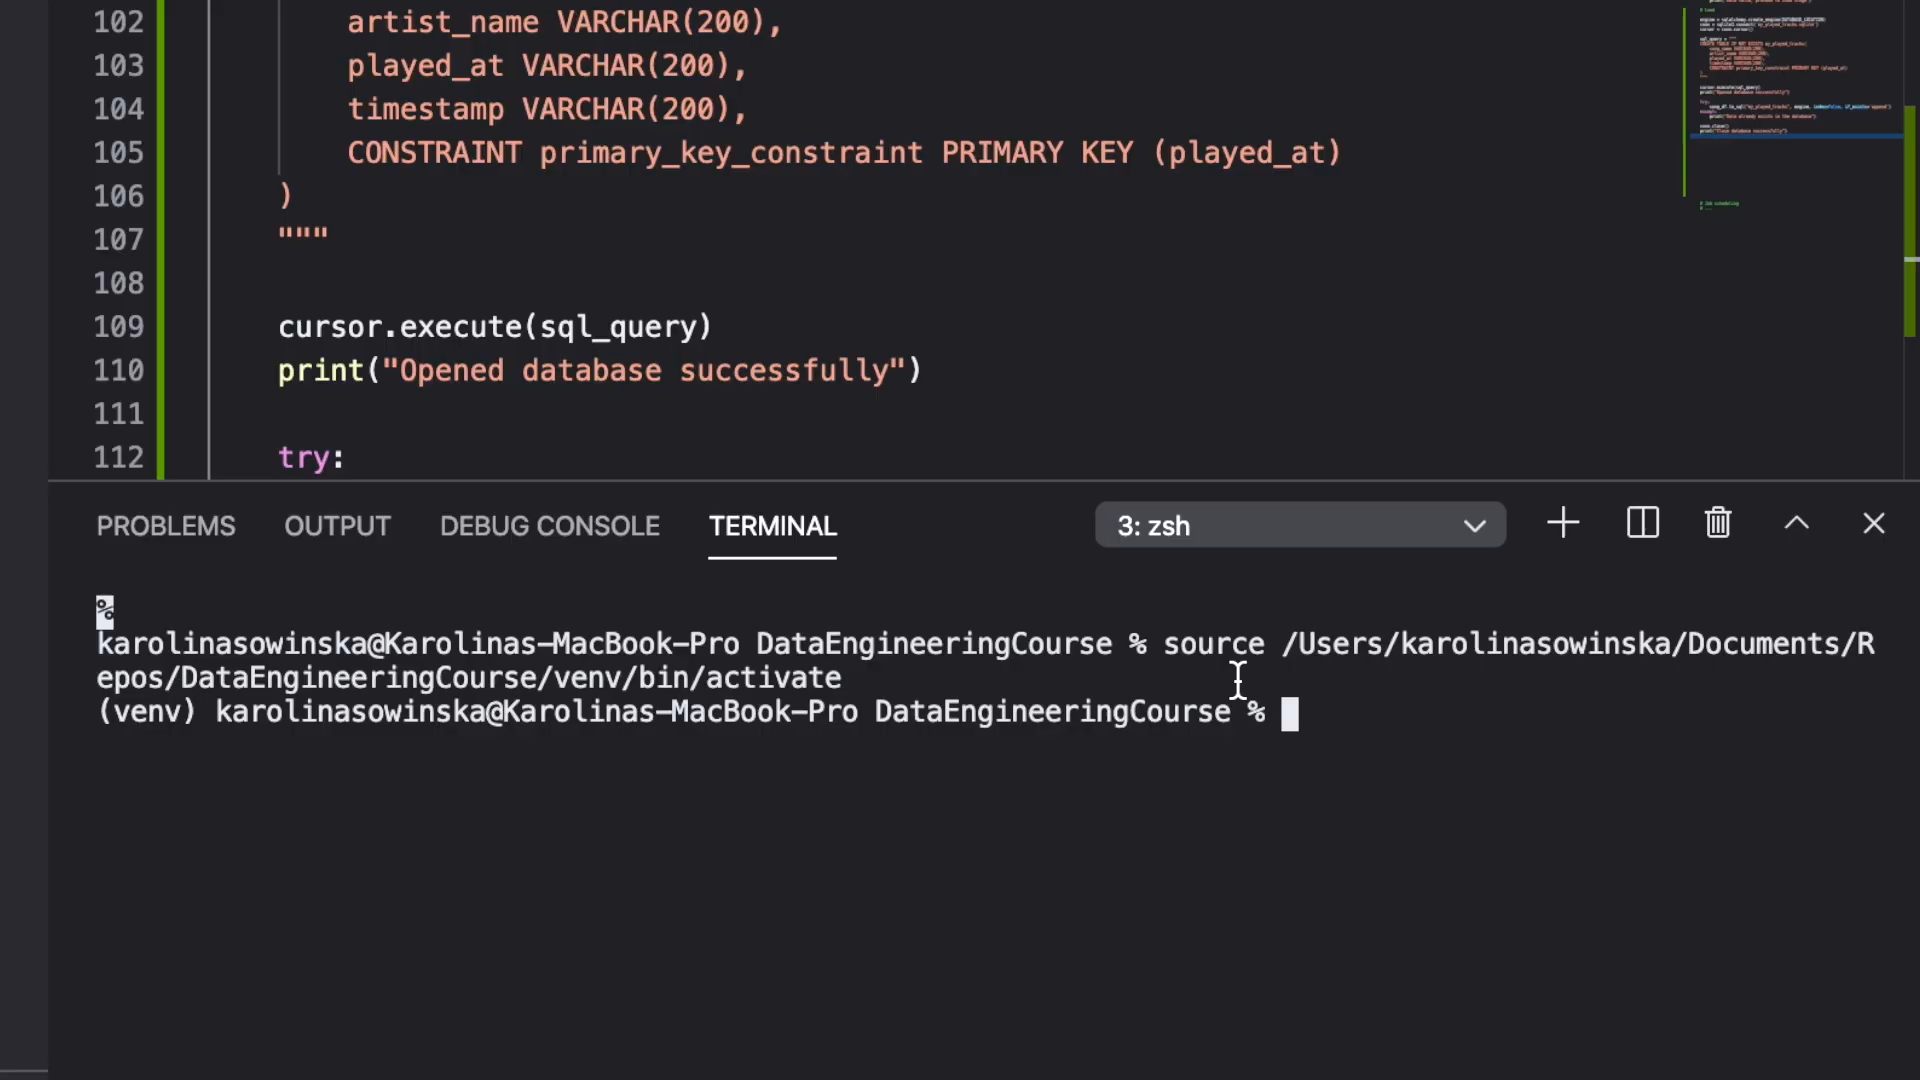 102 artist_name VARCHAR(200),
103 played_at VARCHAR(200),
104 timestamp VARCHAR(200),
105 CONSTRAINT primary_key_constraint PRIMARY KEY (played_at)
106 )
107 """
108
109 cursor.execute(sql_query)
110 print("Opened database successfully")
111
112 try:
PROBLEMS OUTPUT DEBUG CONSOLE TERMINAL 3: zsh
%
karolinasowinska@Karolinas-MacBook-Pro DataEngineeringCourse % source /Users/karolinasowinska/Documents/R
epos/DataEngineeringCourse/venv/bin/activate
(venv) karolinasowinska@Karolinas-MacBook-Pro DataEngineeringCourse %